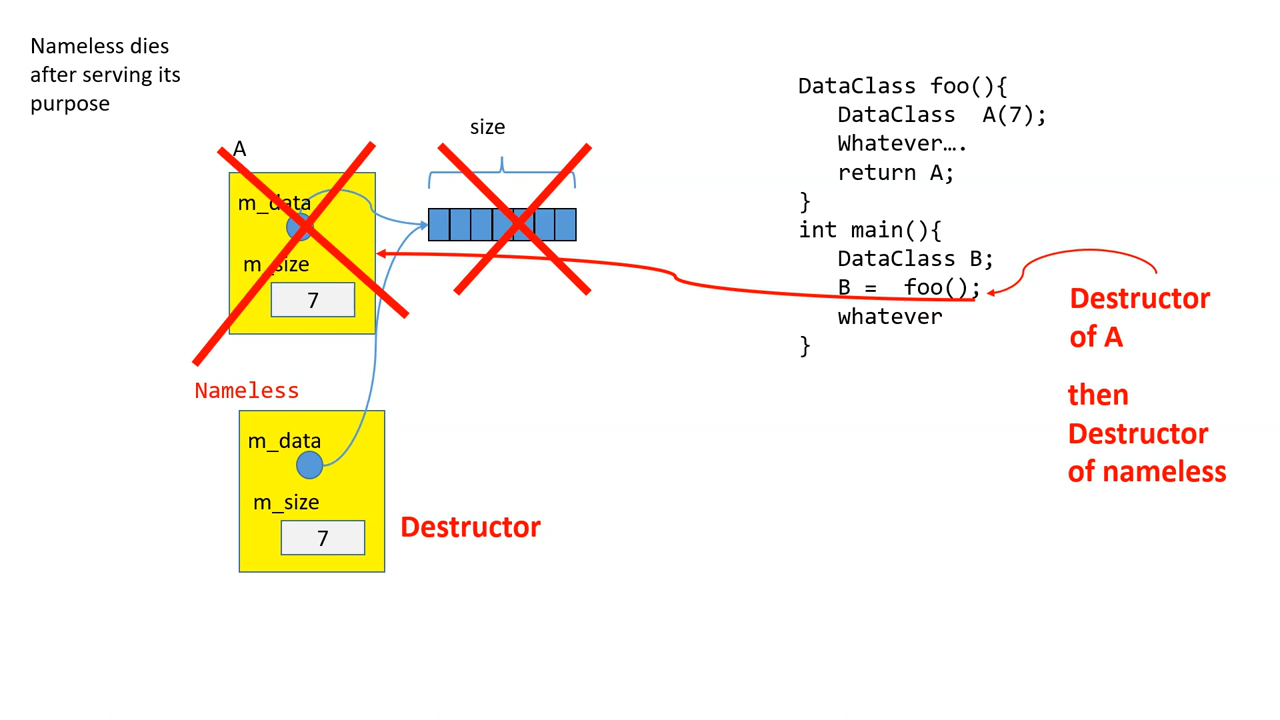 Nameless dies
after serving its
purpose
size
A
m_data
m_size
7
Nameless
m_data
m_size
7
Destructor
DataClass foo(){
DataClass  A(7);
Whatever….
return A;
}
int main(){
DataClass B;
B =  foo();
whatever
}
Destructor
of A
then
Destructor
of nameless